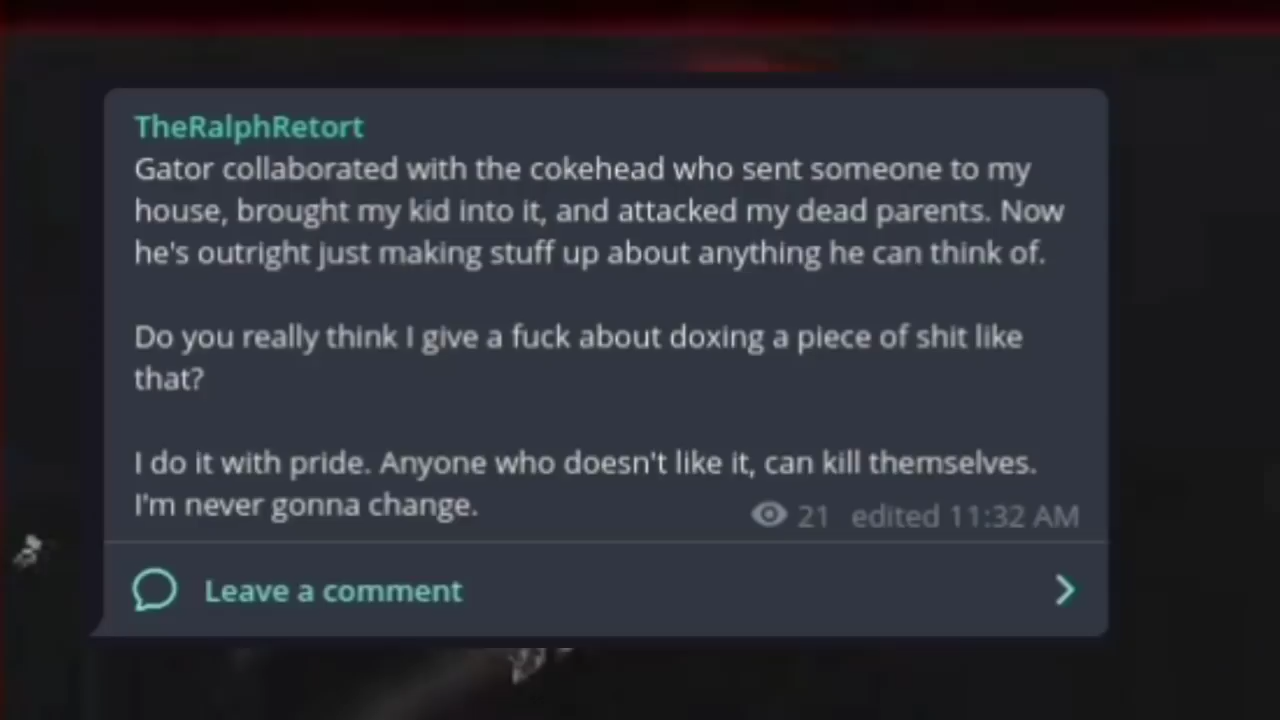 TheRalphRetort
Gator collaborated with the cokehead who sent someone to my
house, brought my kid into it, and attacked my dead parents. Now
he's outright just making stuff up about anything he can think of.
Do you really think I give a fuck about doxing a piece of shit like
that?
I do it with pride. Anyone who doesn't like it, can kill themselves.
I'm never gonna change.
21 edited 11:32 AM
Leave a comment